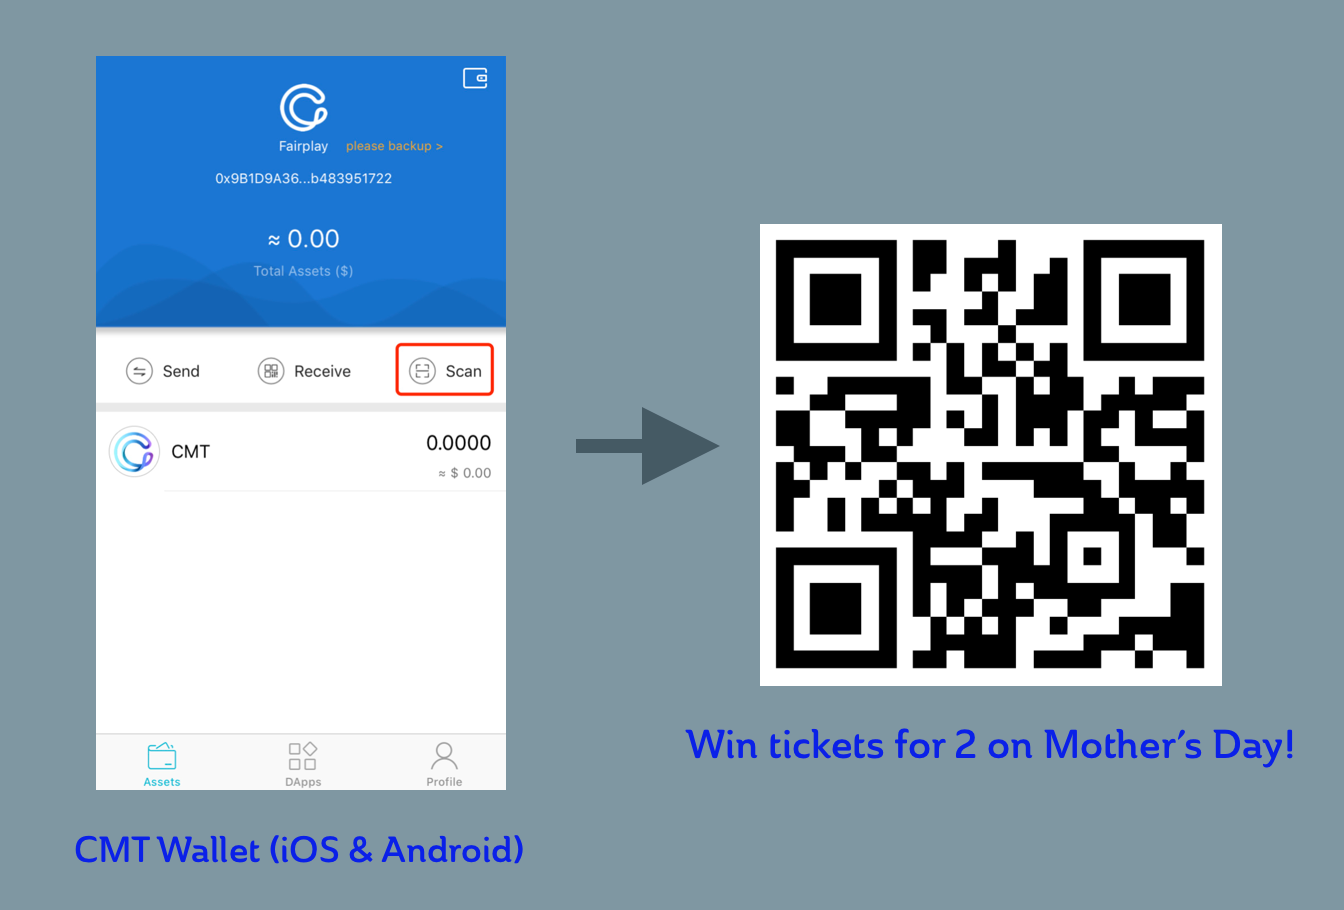 Fairplay please backup >
0x9B1D9A36...b483951722
≈ 0.00
Total Assets ($)
Send Receive Scan
CMT 0.0000
≈ $ 0.00
Assets DApps Profile
CMT Wallet (iOS & Android)
Win tickets for 2 on Mother's Day!